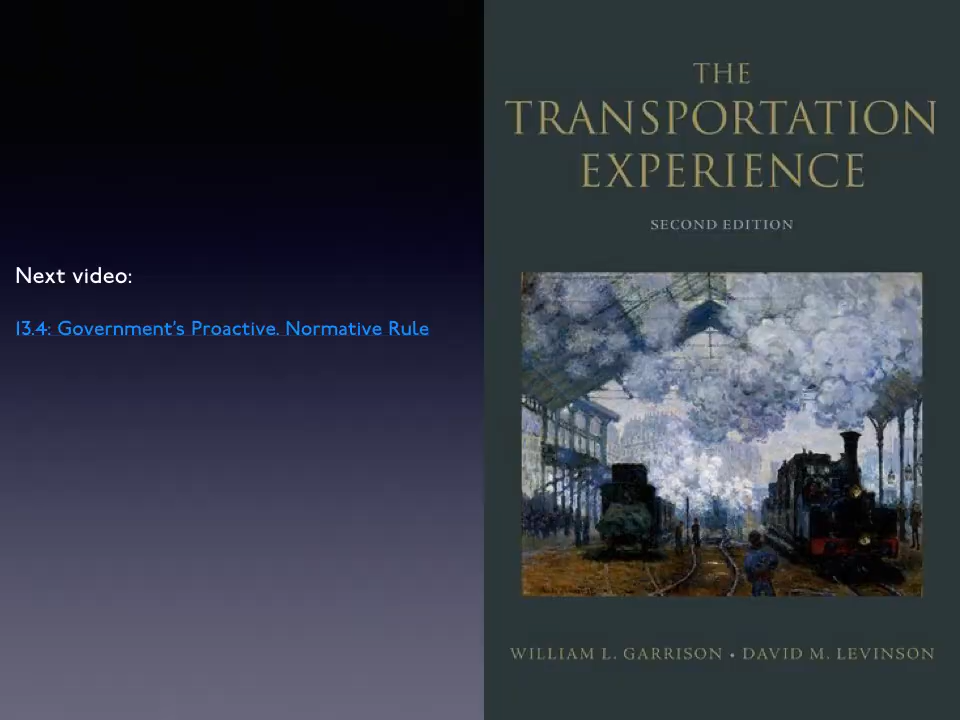 Next video:
13.4: Government's Proactive. Normative Rule
THE
TRANSPORTATION
EXPERIENCE
SECOND EDITION
WILLIAM L. GARRISON • DAVID M. LEVINSON